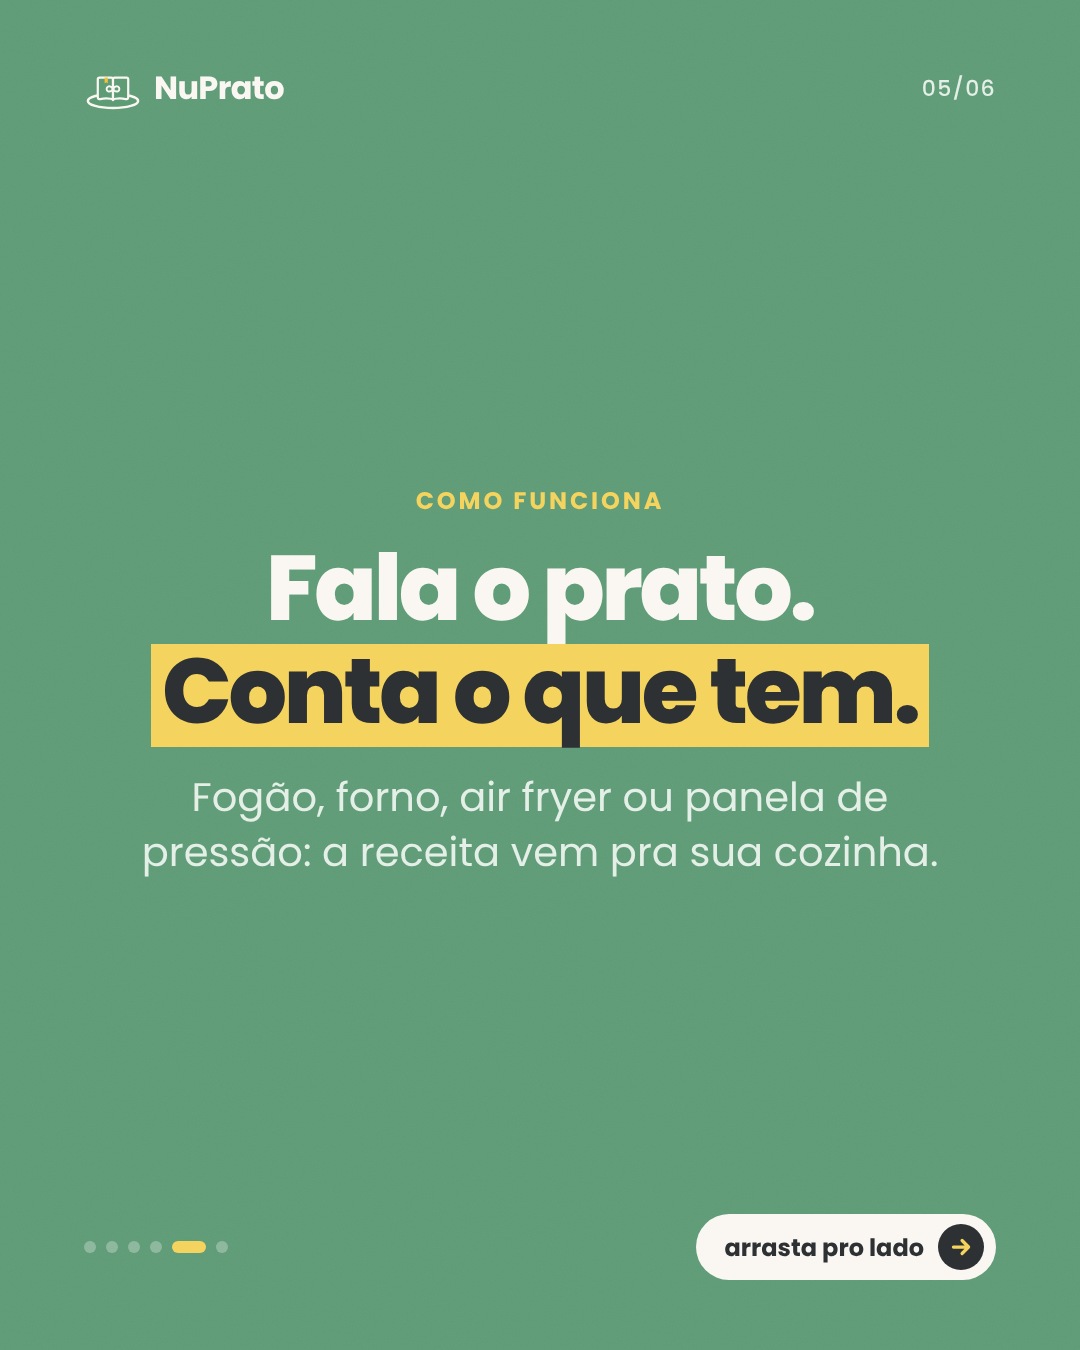 NuPrato
05/06
COMO FUNCIONA
Fala o prato.
Conta o que tem.
Fogão, forno, air fryer ou panela de
pressão: a receita vem pra sua cozinha.
arrasta pro lado